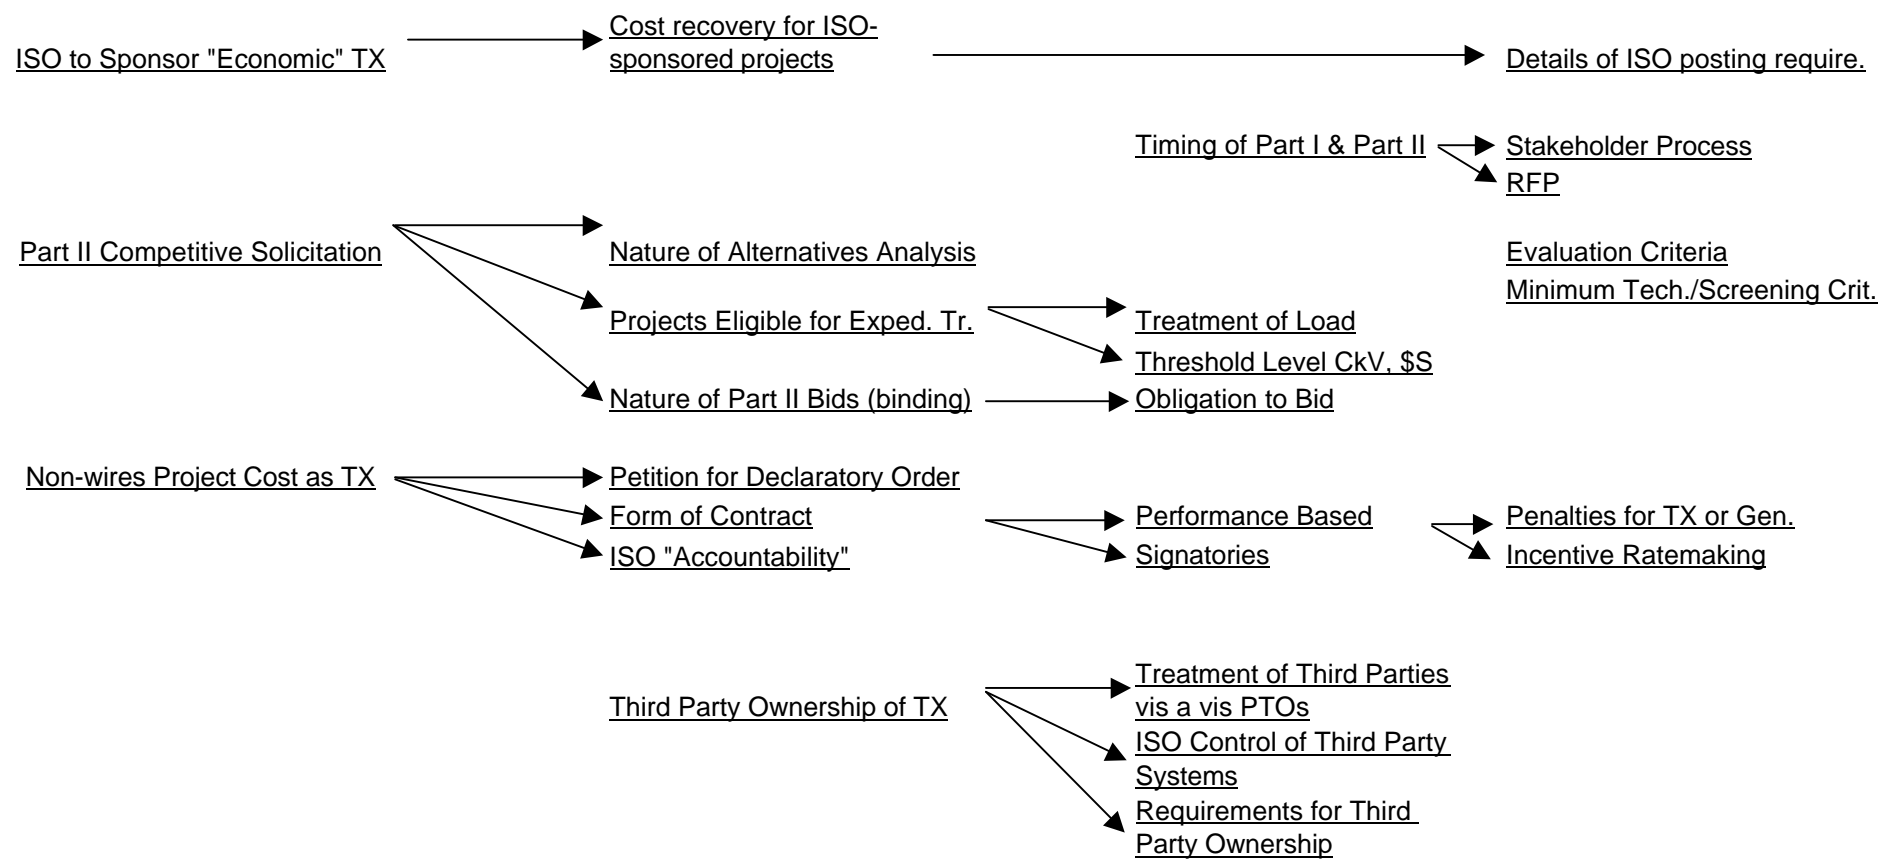 Cost recovery for ISO-
ISO to Sponsor "Economic" TX
sponsored projects
Details of ISO posting require.
Timing of Part I & Part II
Stakeholder Process
RFP
Part II Competitive Solicitation
Nature of Alternatives Analysis
Evaluation Criteria
Minimum Tech./Screening Crit.
Projects Eligible for Exped. Tr.
Treatment of Load
Threshold Level CkV, $S
Nature of Part II Bids (binding)
Obligation to Bid
Non-wires Project Cost as TX
Petition for Declaratory Order
Form of Contract
Performance Based
Penalties for TX or Gen.
ISO "Accountability"
Signatories
Incentive Ratemaking
Third Party Ownership of TX
Treatment of Third Parties
vis a vis PTOs
ISO Control of Third Party
Systems
Requirements for Third
Party Ownership